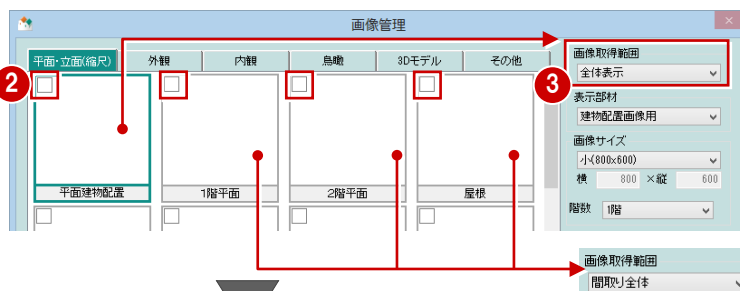 画像管理
平面・立面(縮尺) 外観 内観 鳥瞰 3Dモデル その他
2
3
画像取得範囲
全体表示
表示部材
建物配置画像用
画像サイズ
小(800x600)
横 800 ×縦 600
階数 1階
平面建物配置 1階平面 2階平面 屋根
画像取得範囲
間取り全体